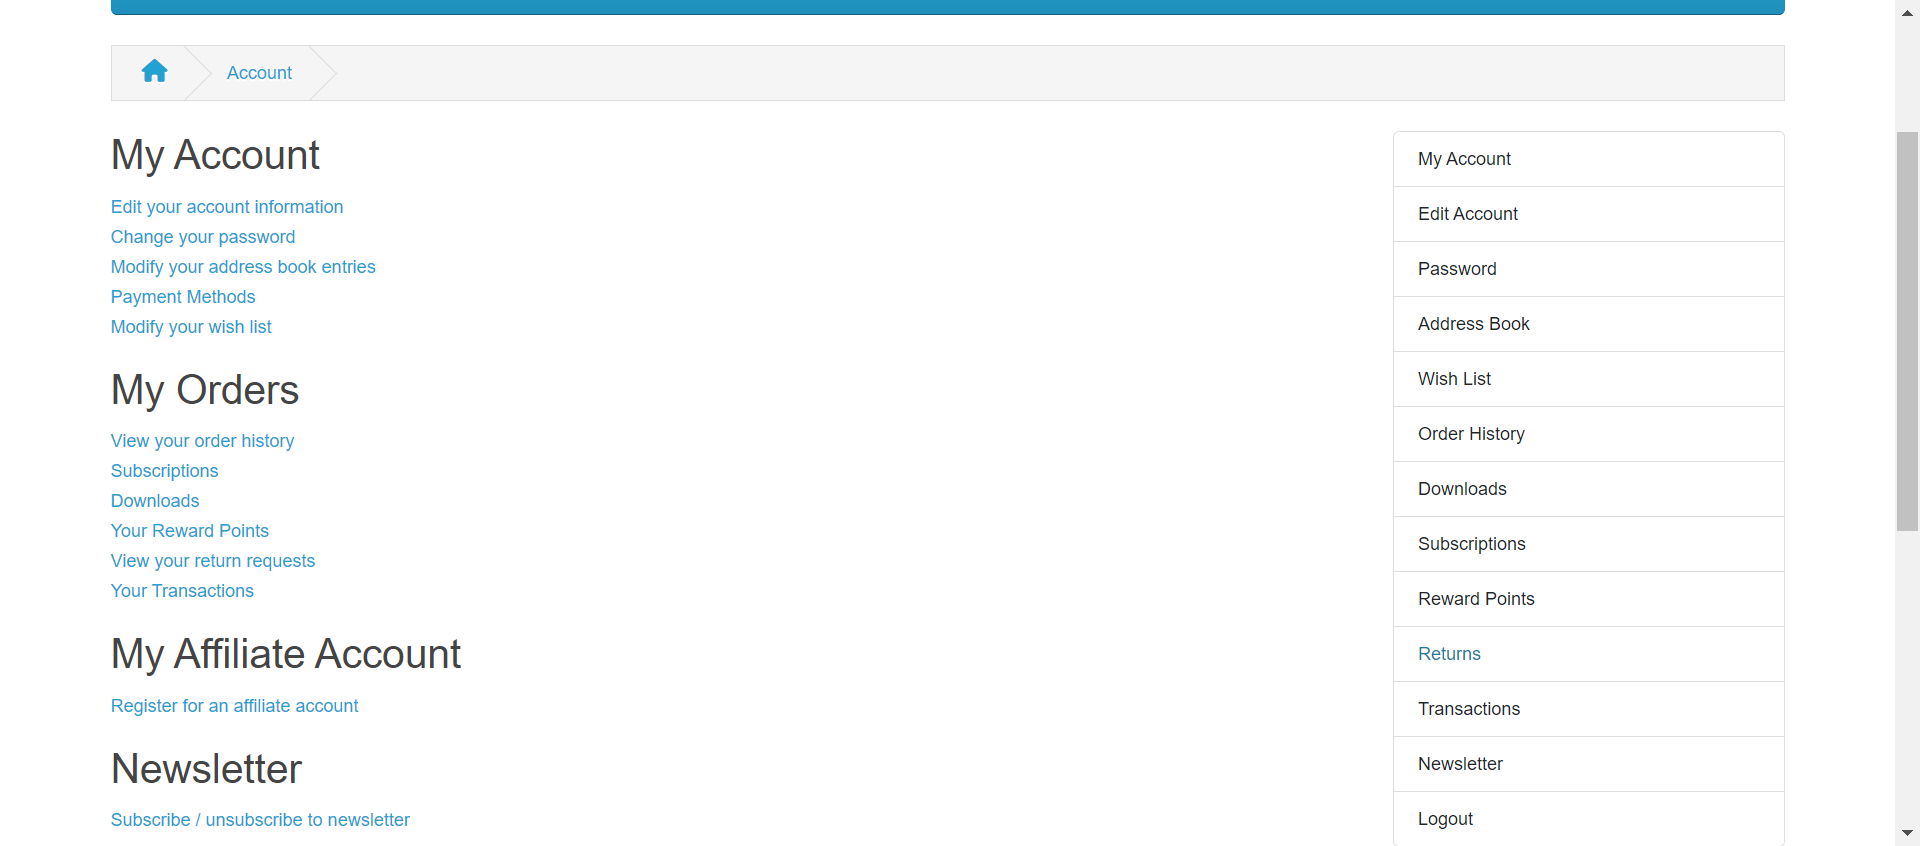 Account
My Account
Edit your account information
Change your password
Modify your address book entries
Payment Methods
Modify your wish list
My Orders
View your order history
Subscriptions
Downloads
Your Reward Points
View your return requests
Your Transactions
My Affiliate Account
Register for an affiliate account
Newsletter
Subscribe / unsubscribe to newsletter
My Account
Edit Account
Password
Address Book
Wish List
Order History
Downloads
Subscriptions
Reward Points
Returns
Transactions
Newsletter
Logout